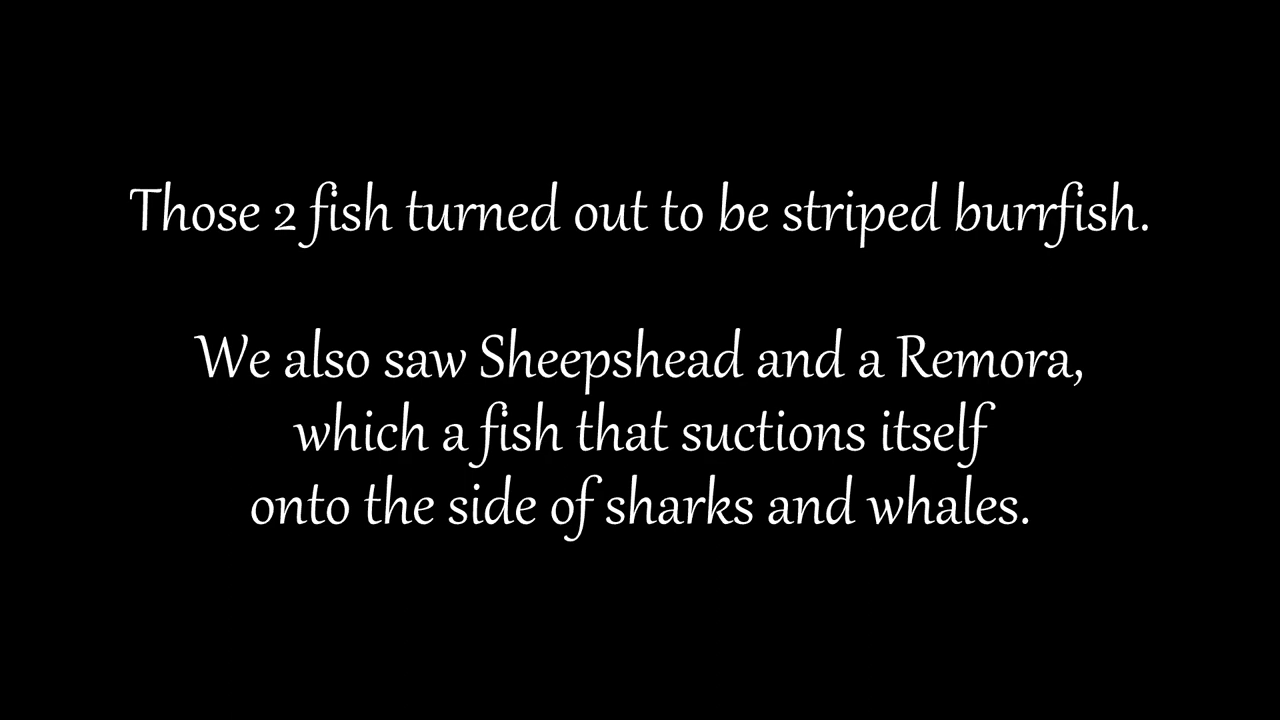 Those 2 fish turned out to be striped burrfish.
We also saw Sheepshead and a Remora,
which a fish that suctions itself
onto the side of sharks and whales.